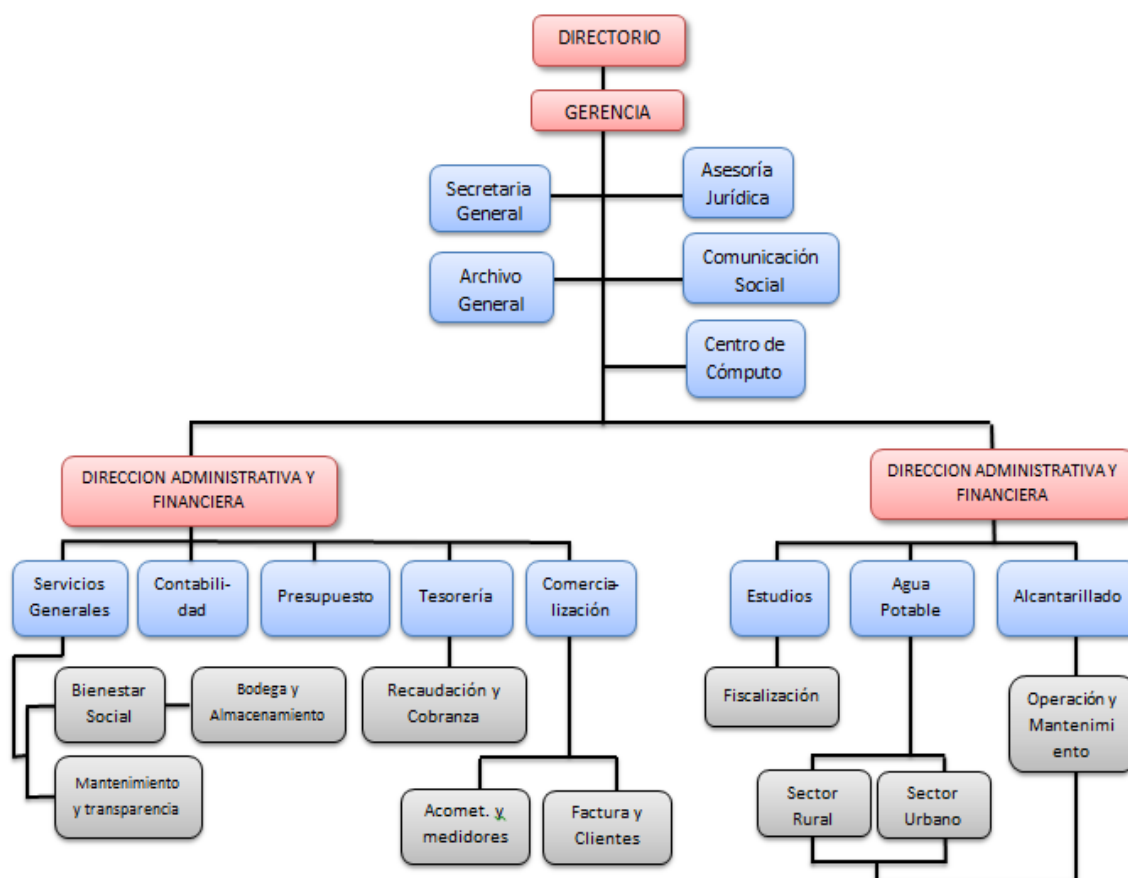 DIRECTORIO
GERENCIA
Secretaria
General
Asesoría
Jurídica
Archivo
General
Comunicación
Social
Centro de
Cómputo
DIRECCION ADMINISTRATIVA Y
FINANCIERA
DIRECCION ADMINISTRATIVA Y
FINANCIERA
Servicios
Generales
Contabili-
dad
Presupuesto
Tesorería
Comercia-
lización
Estudios
Agua
Potable
Alcantarillado
Bienestar
Social
Bodega y
Almacenamiento
Recaudación y
Cobranza
Fiscalización
Operación y
Mantenimi
ento
Mantenimiento
y transparencia
Acomet. y
medidores
Factura y
Clientes
Sector
Rural
Sector
Urbano